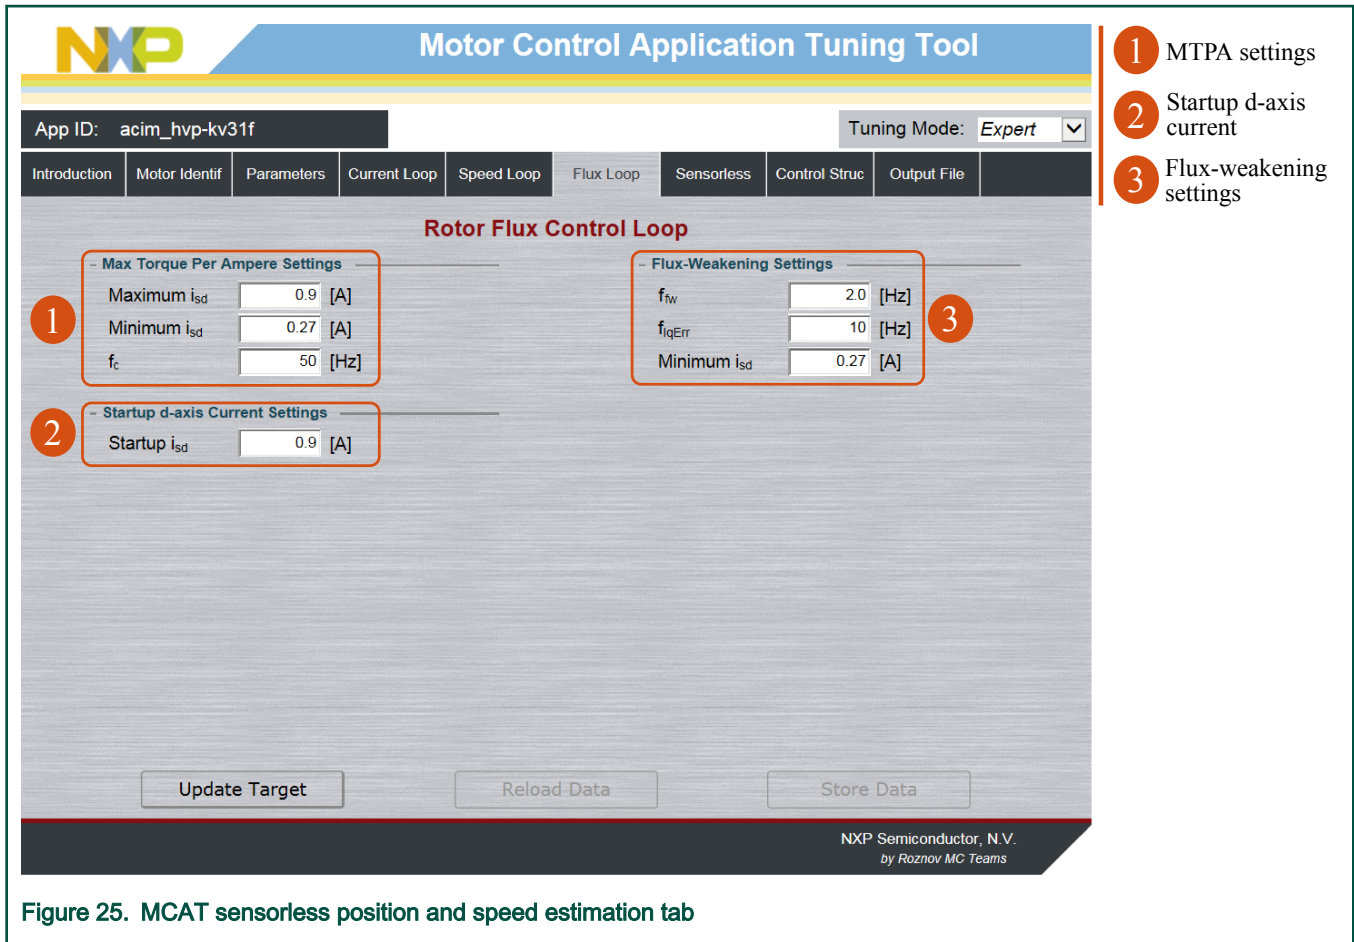 NXP
Motor Control Application Tuning Tool
App ID: acim_hvp-kv31f
Tuning Mode: Expert
Introduction Motor Identif Parameters Current Loop Speed Loop Flux Loop Sensorless Control Struc Output File
Rotor Flux Control Loop
Max Torque Per Ampere Settings
Maximum isd 0.9 [A]
Minimum isd 0.27 [A]
fc 50 [Hz]
1
Startup d-axis Current Settings
Startup isd 0.9 [A]
2
Flux-Weakening Settings
ffw 2.0 [Hz]
fIqErr 10 [Hz]
Minimum isd 0.27 [A]
3
Update Target Reload Data Store Data
NXP Semiconductor, N.V.
by Roznov MC Teams
1 MTPA settings
2 Startup d-axis
current
3 Flux-weakening
settings
Figure 25. MCAT sensorless position and speed estimation tab